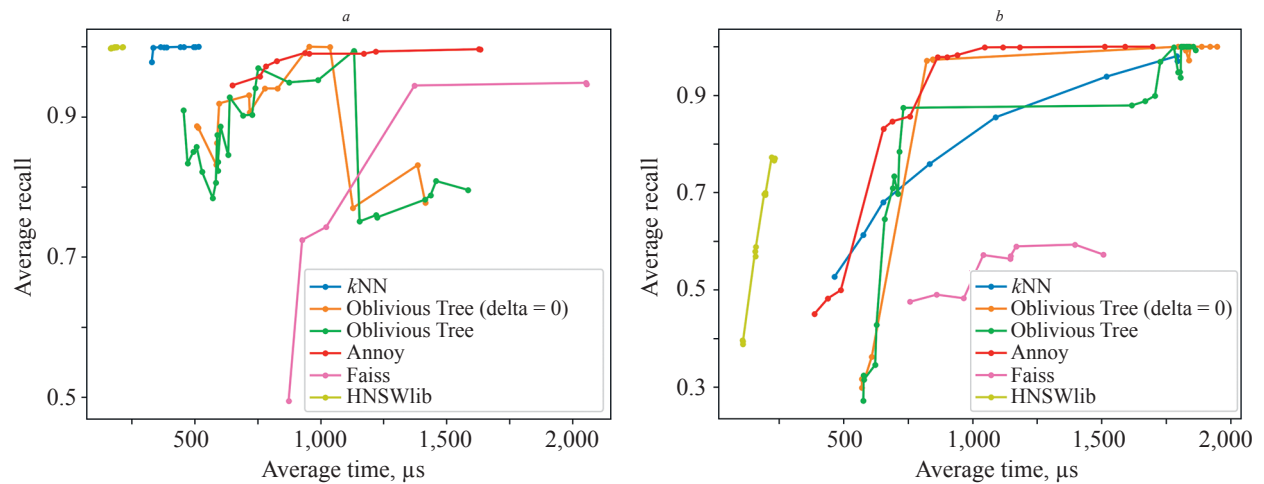 a
0.9
0.7
0.5
Average recall
500
1,000
1,500
2,000
Average time, µs
kNN
Oblivious Tree (delta = 0)
Oblivious Tree
Annoy
Faiss
HNSWlib
b
0.9
0.7
0.5
0.3
Average recall
500
1,000
1,500
2,000
Average time, µs
kNN
Oblivious Tree (delta = 0)
Oblivious Tree
Annoy
Faiss
HNSWlib